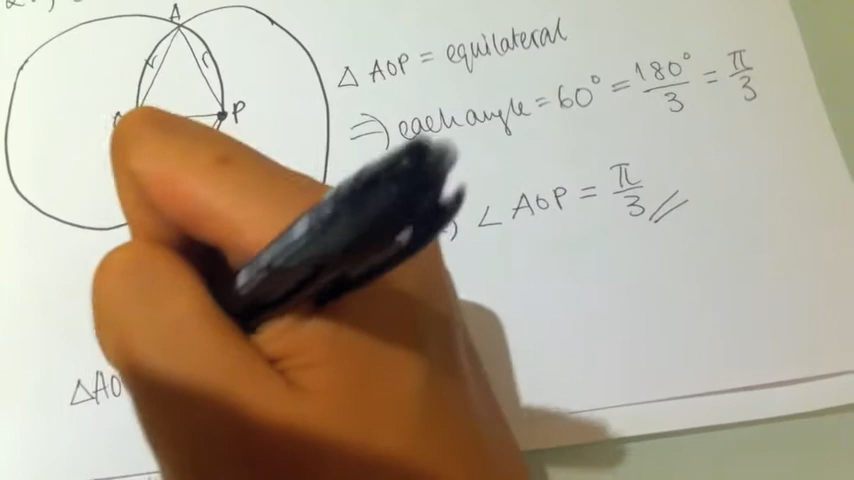 A
r
r
P
△ AOP = equilateral
⇒ each angle = 60° = 180°/3 = π/3
∠ AOP = π/3 //
△AO